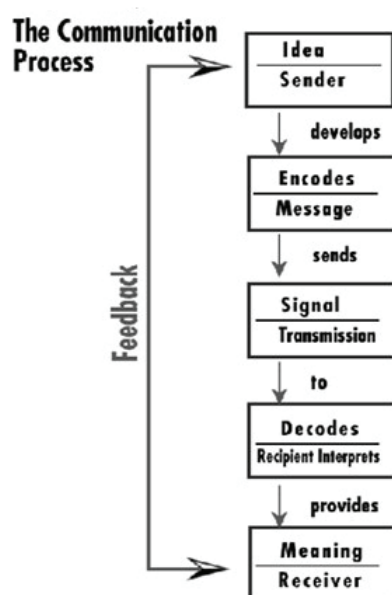 The Communication
Process
Idea
Sender
develops
Encodes
Message
sends
Signal
Transmission
to
Decodes
Recipient Interprets
provides
Meaning
Receiver
Feedback